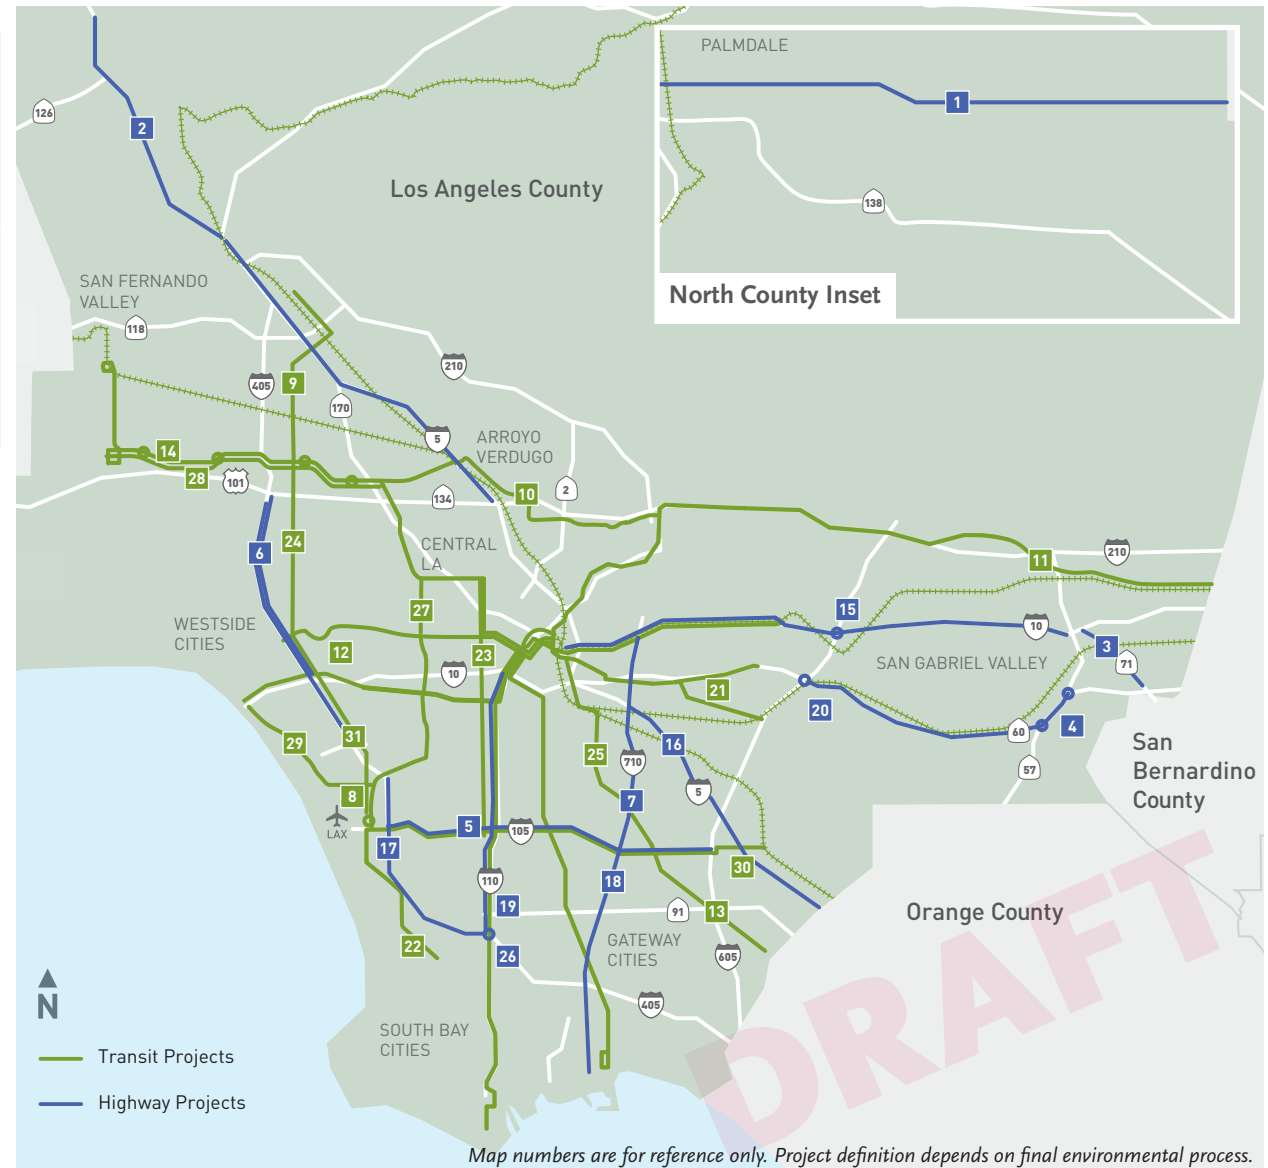 PALMDALE
1
126
2
Los Angeles County
138
SAN FERNANDO
VALLEY
North County Inset
118
210
405
9
170
5
ARROYO
VERDUGO
14
28
101
134
10
2
24
CENTRAL
LA
6
210
11
27
15
10
WESTSIDE
CITIES
12
23
10
SAN GABRIEL VALLEY
3
71
21
20
29
31
25
16
60
4
57
San
Bernardino
County
710
5
7
8
LAX
5
105
17
30
18
110
19
91
13
Orange County
22
26
GATEWAY
CITIES
605
405
N
SOUTH BAY
CITIES
Transit Projects
Highway Projects
DRAFT
Map numbers are for reference only. Project definition depends on final environmental process.